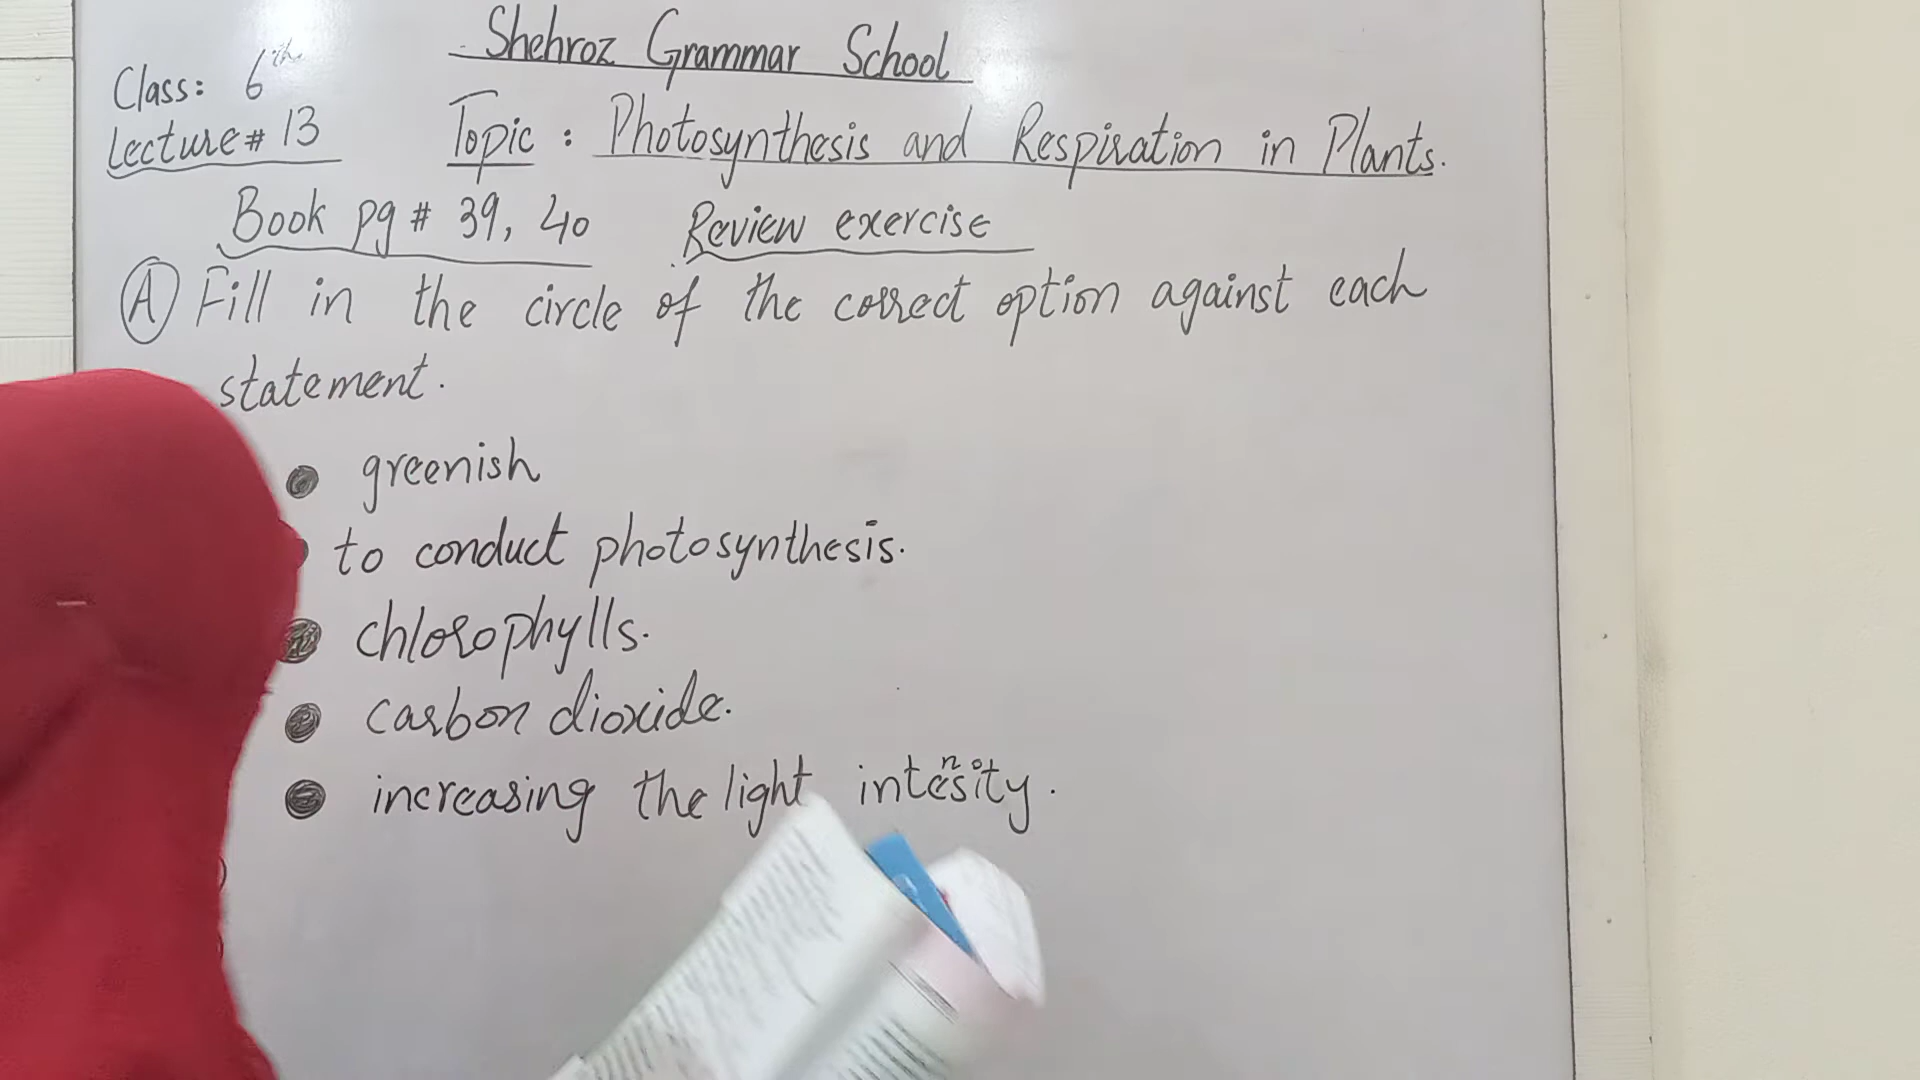 Shehroz Grammar School
Class: 6th
Lecture # 13
Topic : Photosynthesis and Respiration in Plants.
Book pg # 39, 40 Review exercise
(A) Fill in the circle of the correct option against each
statement.
greenish
to conduct photosynthesis.
chlorophylls.
carbon dioxide.
increasing the light intensity.